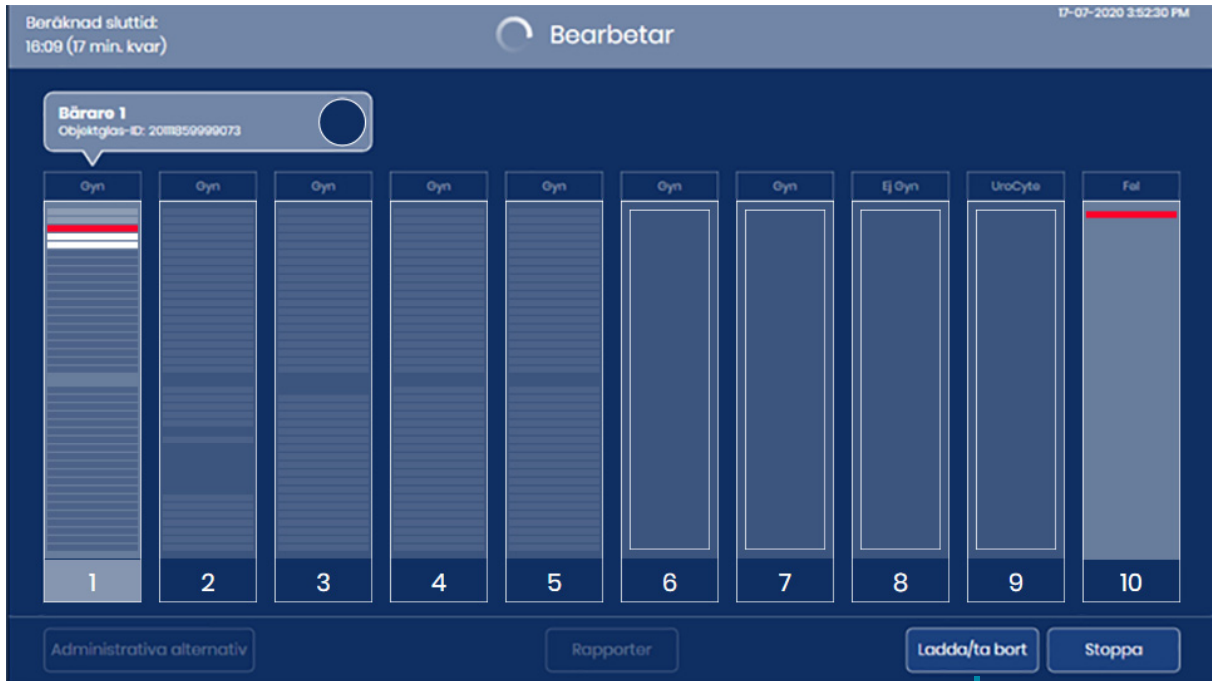 Beräknad sluttid:
16:09 (17 min. kvar)
Bearbetar
17-07-2020 3:52:30 PM
Bärare 1
Objektglas-ID: 20111859999073
Gyn Gyn Gyn Gyn Gyn Gyn Gyn Ej Gyn UroCyte Fel
1 2 3 4 5 6 7 8 9 10
Administrativa alternativ Rapporter Ladda/ta bort Stoppa